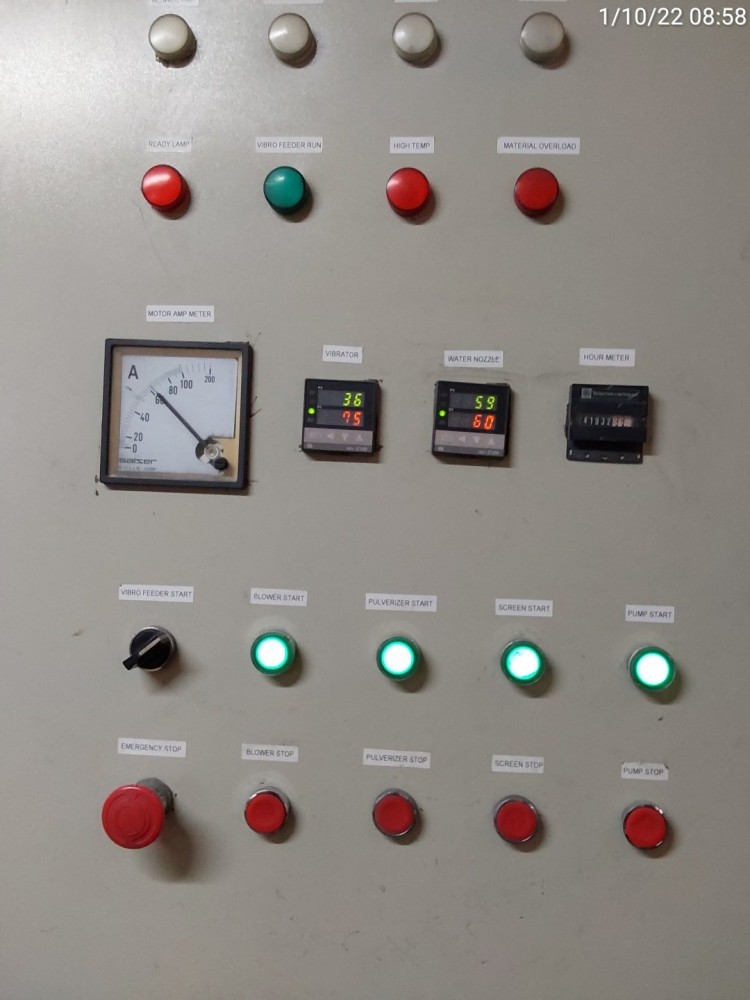 1/10/22 08:58
READY LAMP
VIBRO FEEDER RUN
HIGH TEMP
MATERIAL OVERLOAD
MOTOR AMP METER
VIBRATOR
WATER NOZZLE
HOUR METER
A
200
100
80
60
40
20
0
PV
36
75
PV
59
60
VIBRO FEEDER START
BLOWER START
PULVERIZER START
SCREEN START
PUMP START
EMERGENCY STOP
BLOWER STOP
PULVERIZER STOP
SCREEN STOP
PUMP STOP